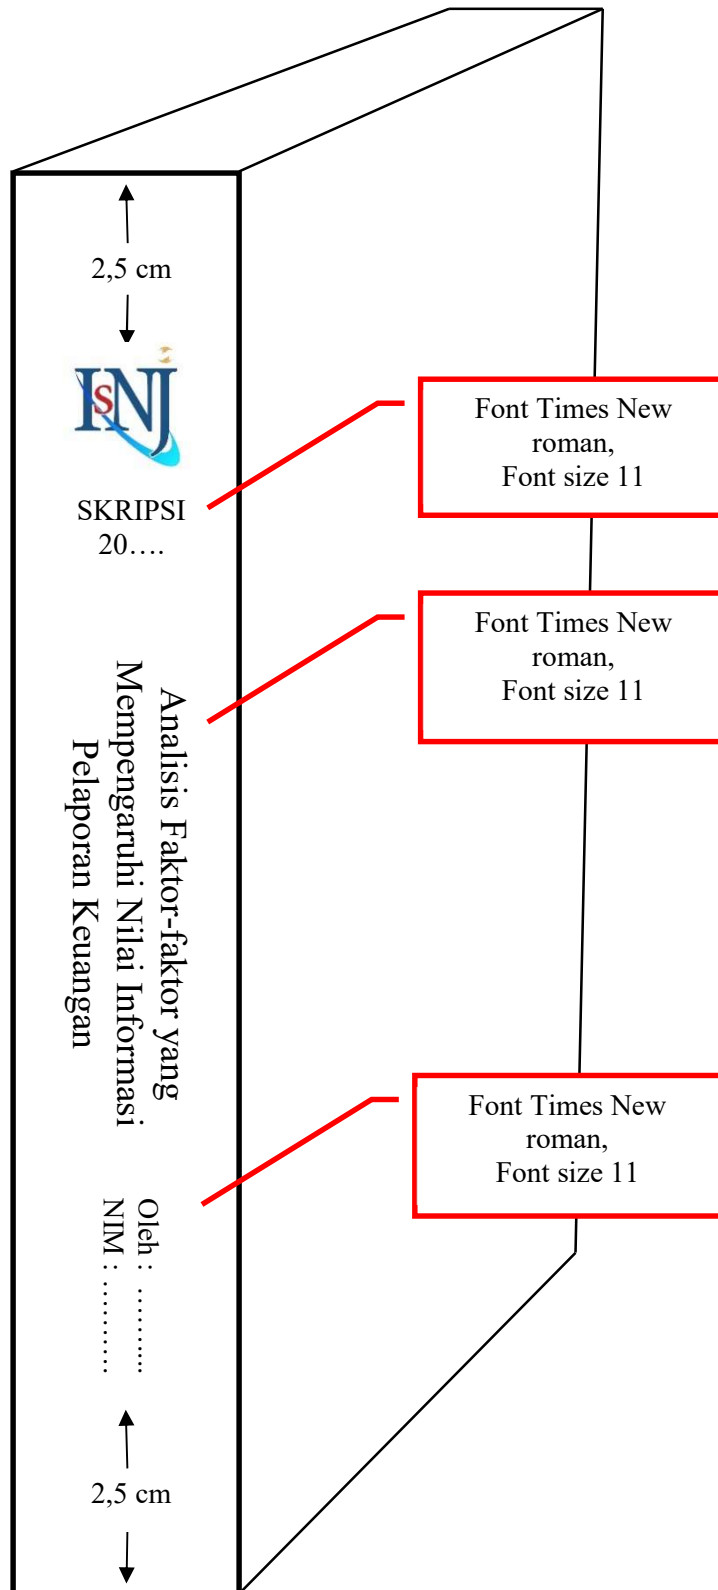 2,5 cm
ISNJ
SKRIPSI
20….
Font Times New
roman,
Font size 11
Analisis Faktor-faktor yang
Mempengaruhi Nilai Informasi
Pelaporan Keuangan
Font Times New
roman,
Font size 11
Oleh : ………...
NIM : …………
Font Times New
roman,
Font size 11
2,5 cm